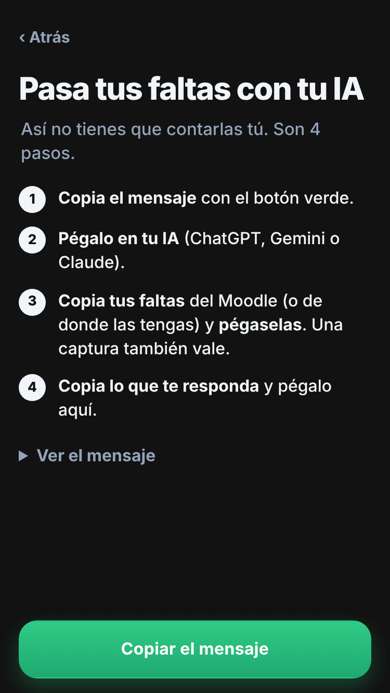 ‹ Atrás
Pasa tus faltas con tu IA
Así no tienes que contarlas tú. Son 4
pasos.
1 Copia el mensaje con el botón verde.
2 Pégalo en tu IA (ChatGPT, Gemini o
Claude).
3 Copia tus faltas del Moodle (o de
donde las tengas) y pégaselas. Una
captura también vale.
4 Copia lo que te responda y pégalo
aquí.
▶ Ver el mensaje
Copiar el mensaje